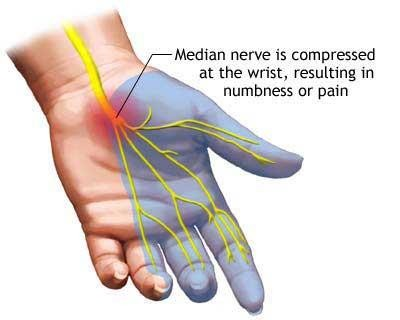 Median nerve is compressed
at the wrist, resulting in
numbness or pain